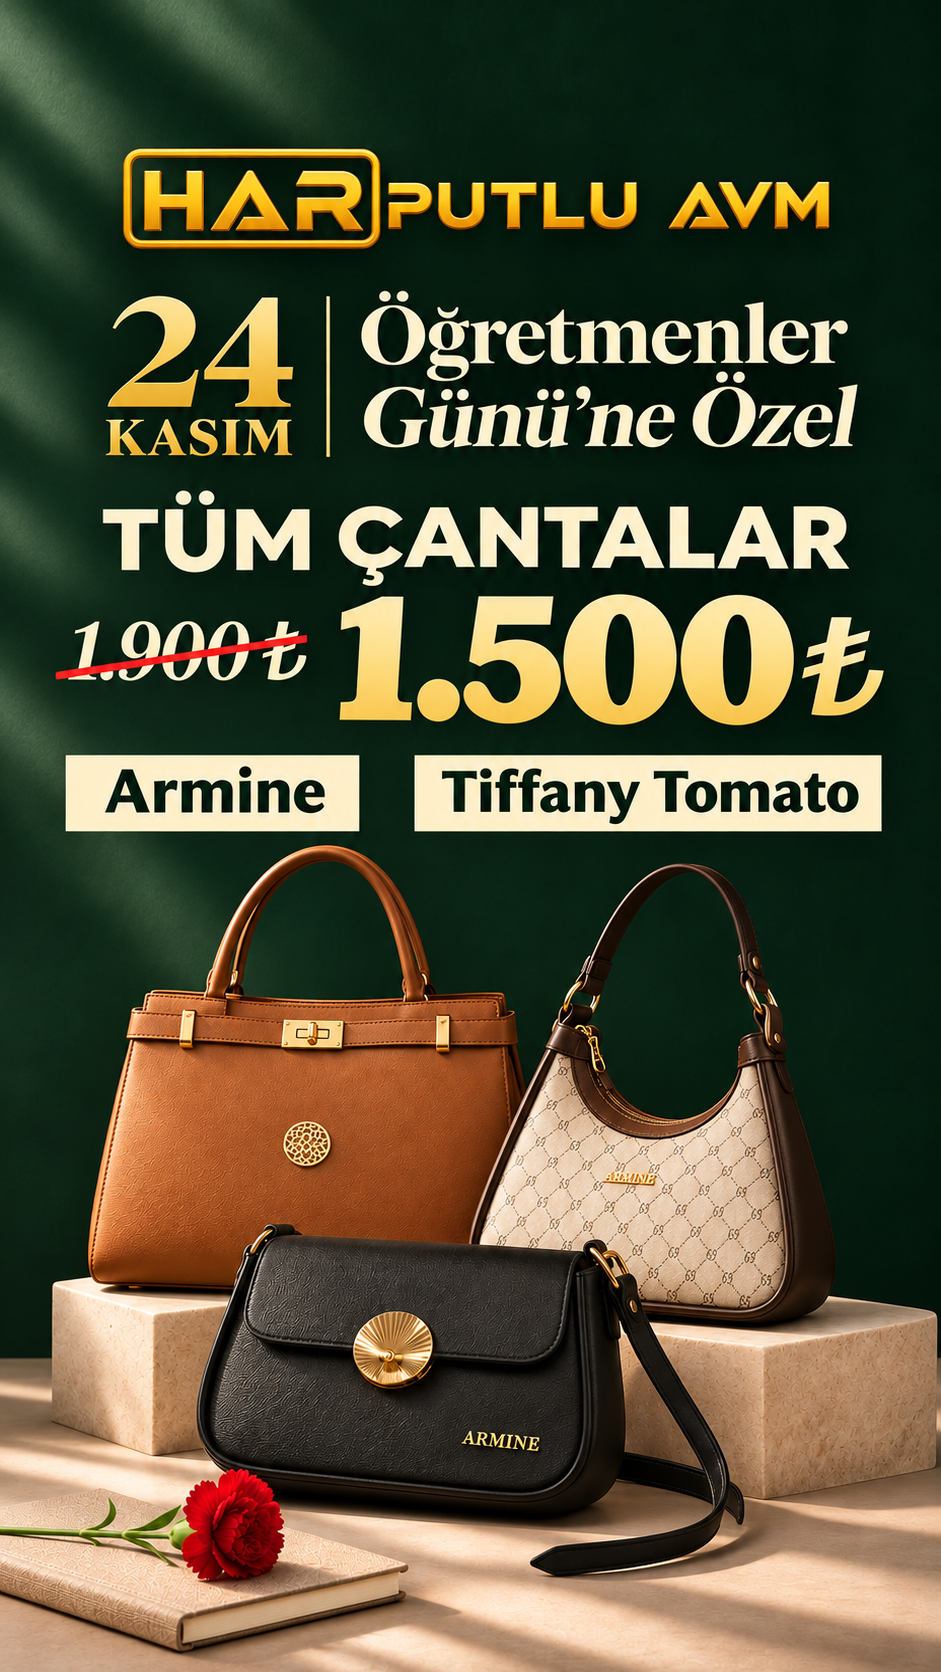 HARPUTLU AVM
24 KASIM
Öğretmenler
Günü'ne Özel
TÜM ÇANTALAR
1.900 ₺ 1.500₺
Armine
Tiffany Tomato
ARMINE
ARMINE